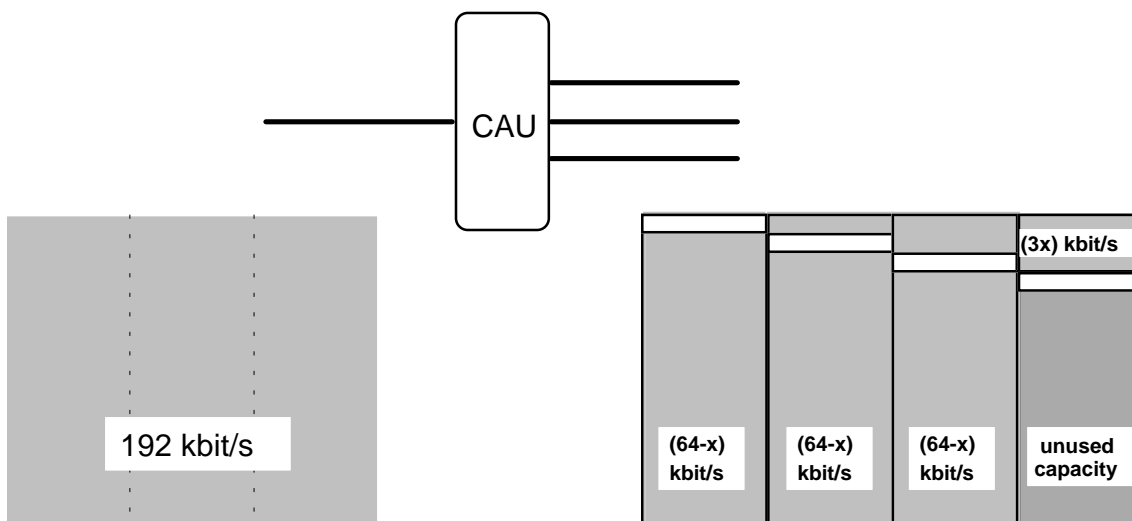 CAU
(3x) kbit/s
192 kbit/s
(64-x)
kbit/s
(64-x)
kbit/s
(64-x)
kbit/s
unused
capacity